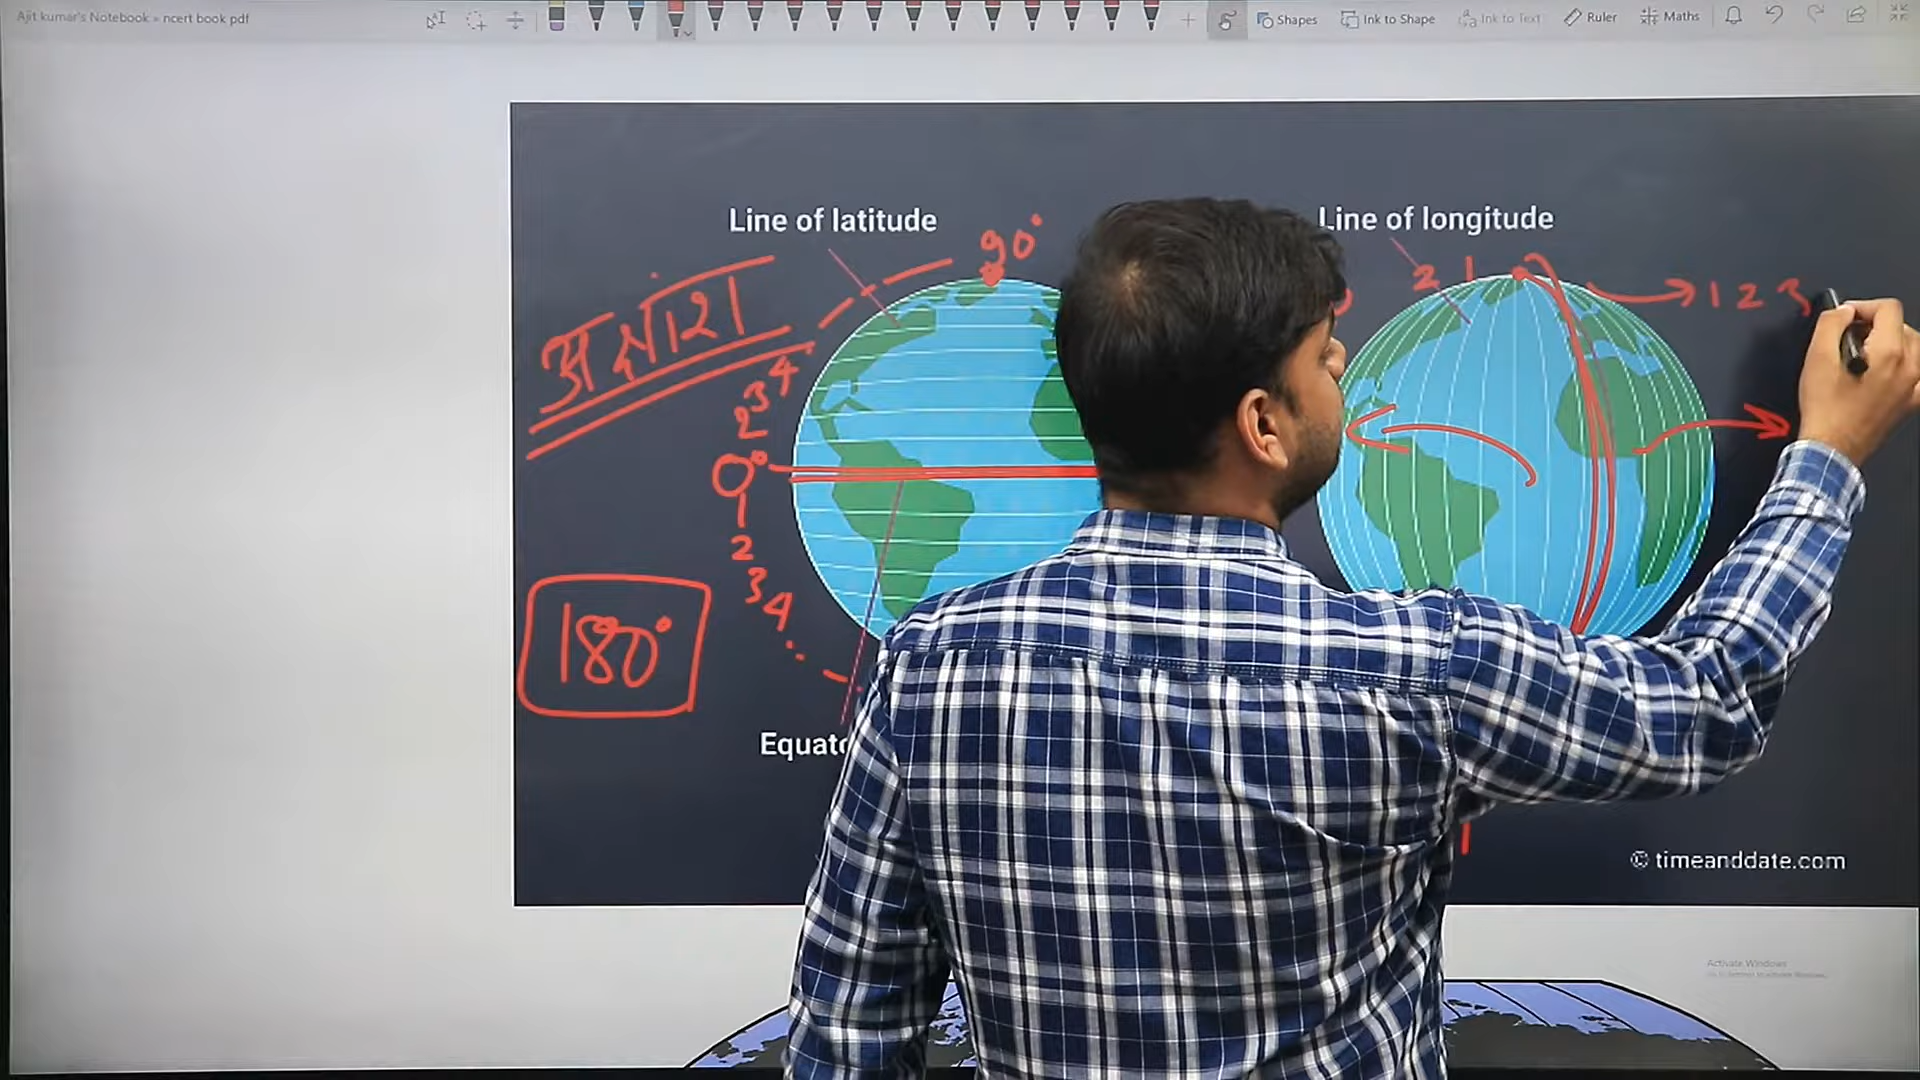 Ajit kumar's Notebook » ncert book pdf
Shapes
Ink to Shape
Ink to Text
Ruler
Maths
Line of latitude
Line of longitude
90°
2 1
1 2 3
अक्षांश
4
3
2
0°
1
2
3
4
180°
Equato
© timeanddate.com
Activate Windows